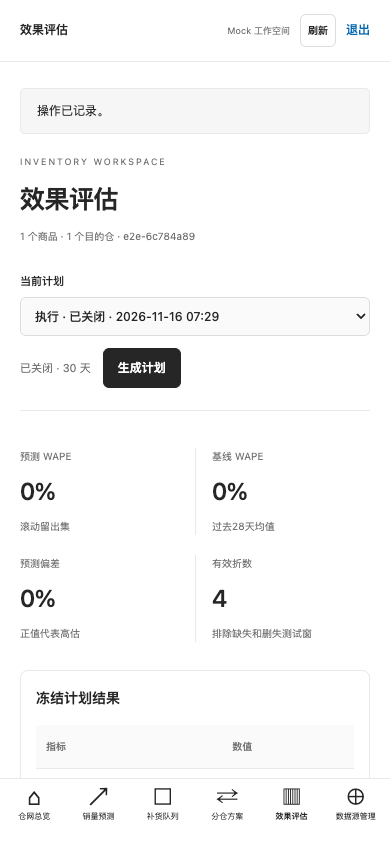 效果评估
Mock 工作空间 刷新 退出
操作已记录。
INVENTORY WORKSPACE
效果评估
1 个商品 · 1 个目的仓 · e2e-6c784a89
当前计划
执行 · 已关闭 · 2026-11-16 07:29
已关闭 · 30 天 生成计划
预测 WAPE 基线 WAPE
0% 0%
滚动留出集 过去28天均值
预测偏差 有效折数
0% 4
正值代表高估 排除缺失和删失测试窗
冻结计划结果
指标 数值
仓网总览 销量预测 补货队列 分仓方案 效果评估 数据源管理